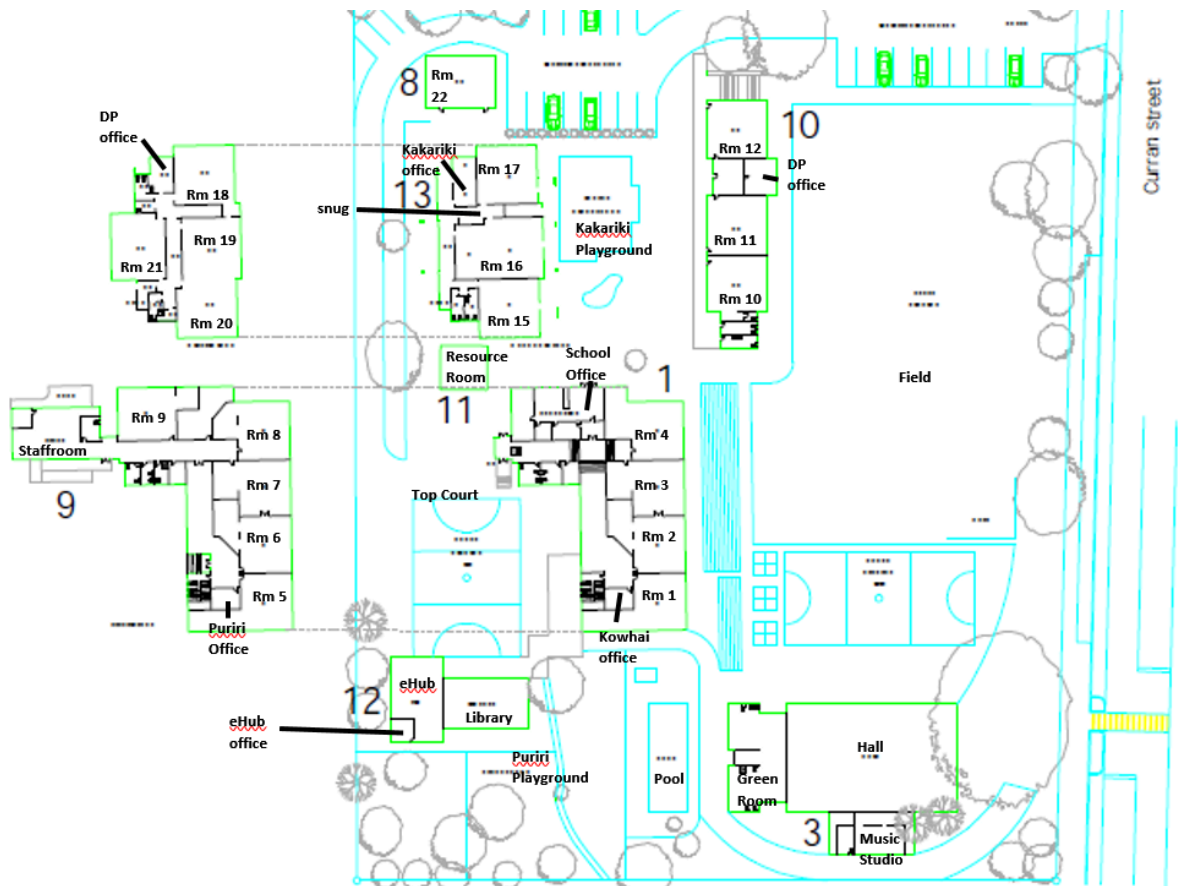 8
Rm
22
10
Curran street
DP
office
Rm 12
Kakariki
office
Rm 17
13
DP
office
Rm 18
snug
Kakariki
Playground
Rm 19
Rm 11
Rm 21
Rm 16
Rm 10
Rm 20
Rm 15
Resource
Room
School
Office
1
Field
11
Rm 9
Rm 8
Rm 4
Staffroom
9
Rm 7
Rm 3
Top Court
Rm 6
Rm 2
Rm 5
Rm 1
Puriri
Office
Kowhai
office
eHub
12
Library
eHub
office
Puriri
Playground
Pool
Green
Room
Hall
3
Music
Studio